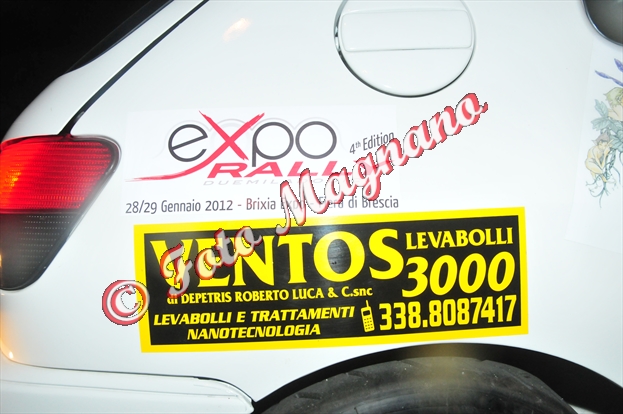 expo
RALL
4th Edition
28/29 Gennaio 2012 - Brixia Expo di Brescia
VENTOS
LEVABOLLI
3000
di DEPETRIS ROBERTO LUCA & C.snc
LEVABOLLI E TRATTAMENTI
NANOTECNOLOGIA
338.8087417
© Foto Magnano